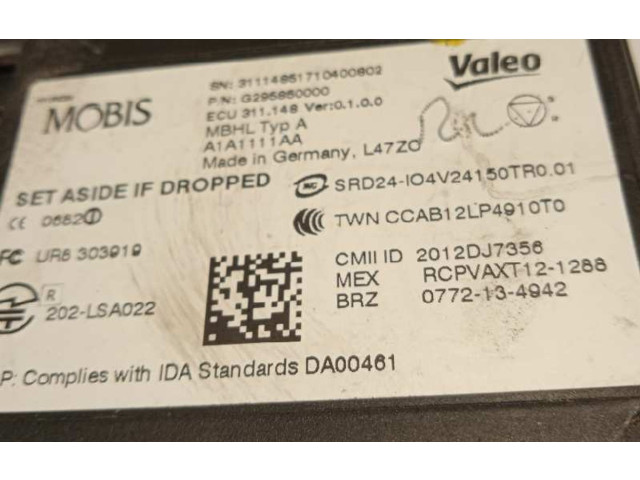 MOBIS
Valeo
SN: 31114851710400802
P/N: G295860000
ECU 311.148 Ver:0.1.0.0
MBHL Typ A
A1A1111AA
Made in Germany, L47Z0
SET ASIDE IF DROPPED
SRD24-IO4V24150TR0.01
CE 0682
TWN CCAB12LP4910T0
FC UR5 303919
CMII ID 2012DJ7356
MEX RCPVAXT12-1288
R
202-LSA022
BRZ 0772-13-4942
P: Complies with IDA Standards DA00461